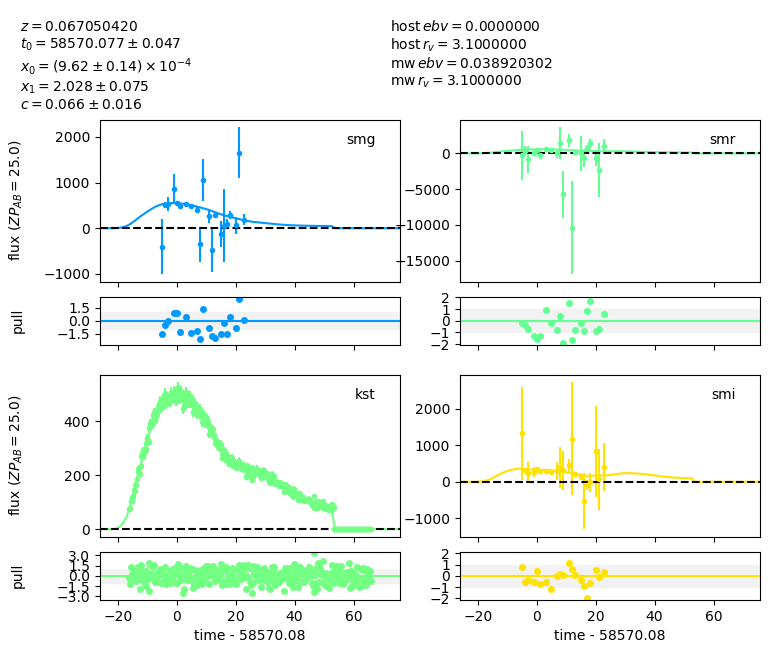 z = 0.067050420
t0 = 58570.077 ± 0.047
x0 = (9.62 ± 0.14) × 10^−4
x1 = 2.028 ± 0.075
c = 0.066 ± 0.016
host ebv = 0.0000000
host r_v = 3.1000000
mw ebv = 0.038920302
mw r_v = 3.1000000
flux (ZP_AB = 25.0)
2000
1000
0
−1000
smg
0
−5000
−10000
−15000
smr
pull
1.5
0.0
−1.5
2
1
0
−1
−2
flux (ZP_AB = 25.0)
400
200
0
kst
2000
1000
0
−1000
smi
pull
3.0
1.5
0.0
−1.5
−3.0
2
1
0
−1
−2
−20 0 20 40 60
time - 58570.08
−20 0 20 40 60
time - 58570.08